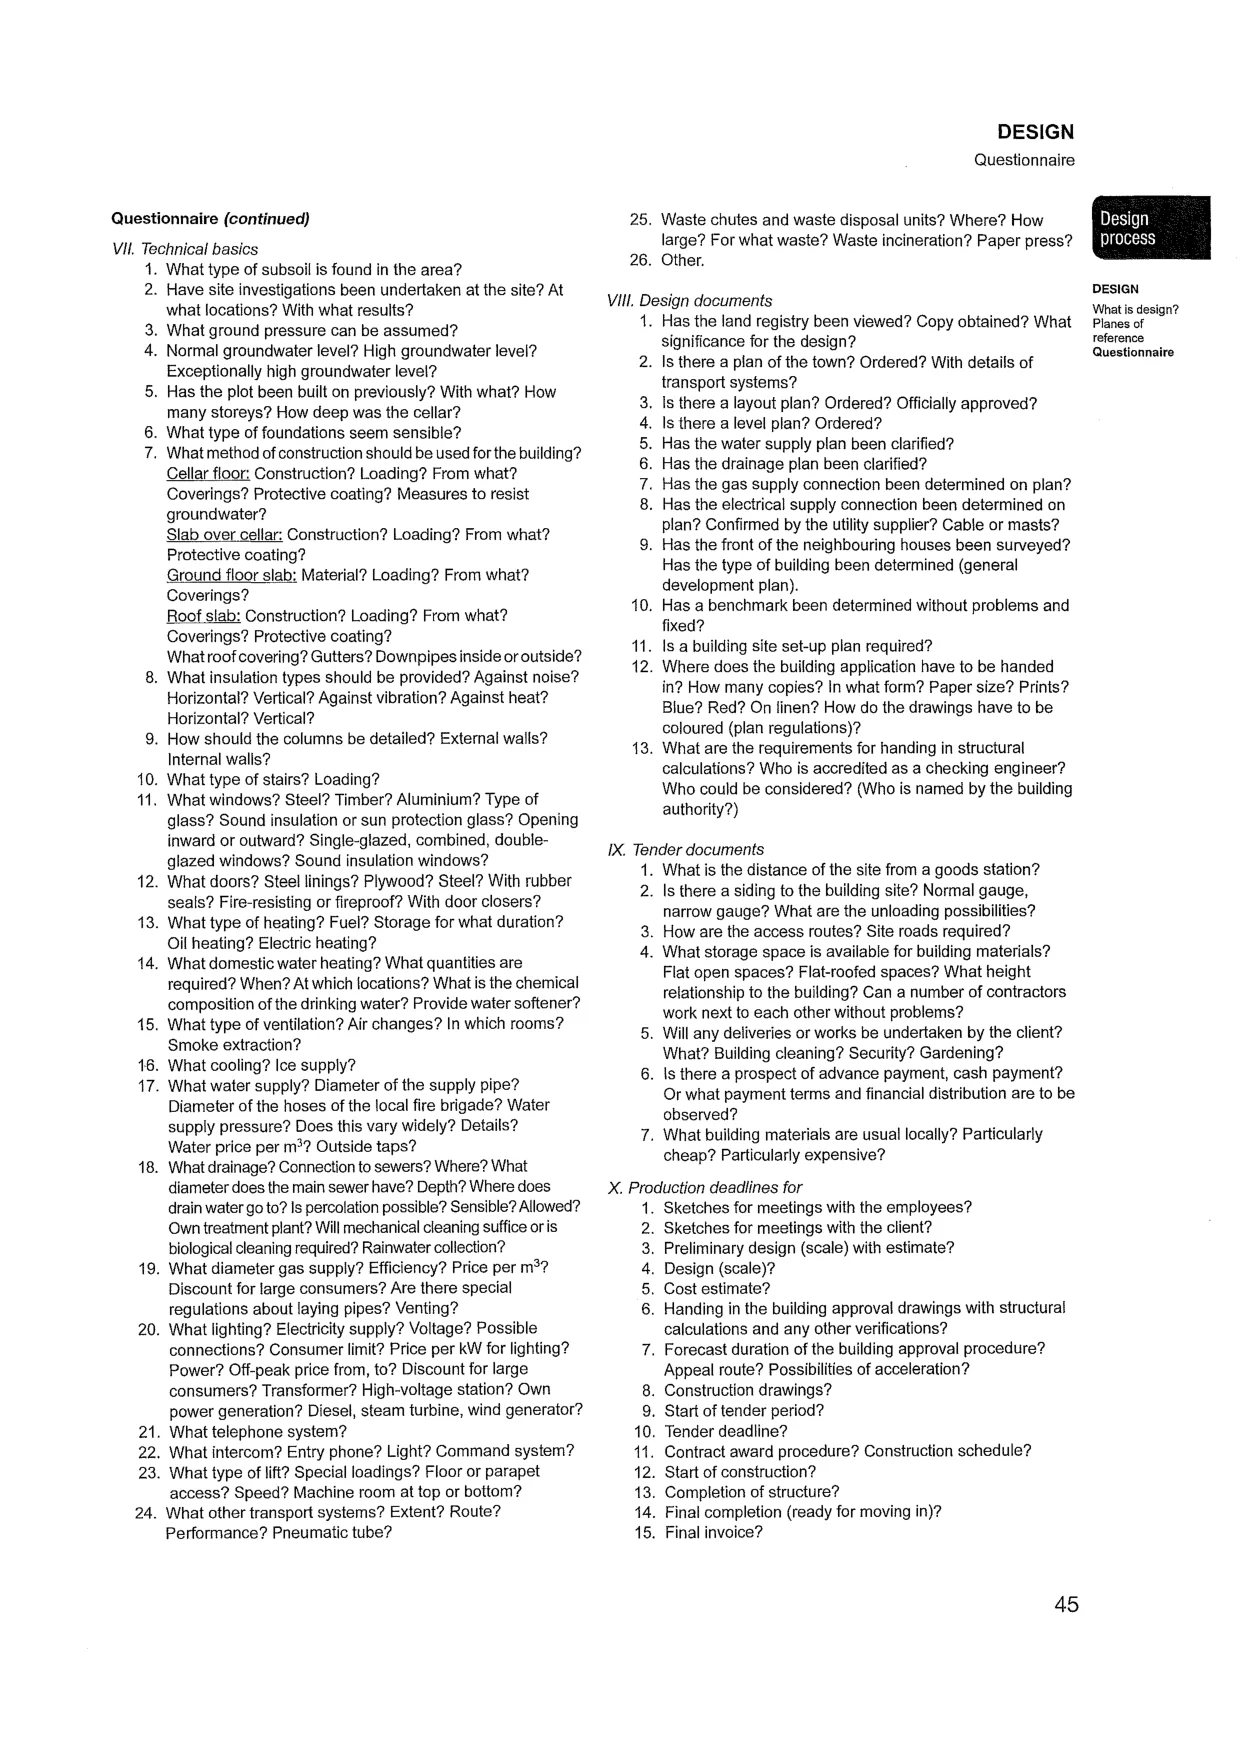 DESIGN
Questionnaire
Questionnaire (continued)
VII. Technical basics
1. What type of subsoil is found in the area?
2. Have site investigations been undertaken at the site? At
what locations? With what results?
3. What ground pressure can be assumed?
4. Normal groundwater level? High groundwater level?
Exceptionally high groundwater level?
5. Has the plot been built on previously? With what? How
many storeys? How deep was the cellar?
6. What type of foundations seem sensible?
7. What method of construction should be used for the building?
Cellar floor: Construction? Loading? From what?
Coverings? Protective coating? Measures to resist
groundwater?
Slab over cellar: Construction? Loading? From what?
Protective coating?
Ground floor slab: Material? Loading? From what?
Coverings?
Roof slab: Construction? Loading? From what?
Coverings? Protective coating?
What roof covering? Gutters? Downpipes inside or outside?
8. What insulation types should be provided? Against noise?
Horizontal? Vertical? Against vibration? Against heat?
Horizontal? Vertical?
9. How should the columns be detailed? External walls?
Internal walls?
10. What type of stairs? Loading?
11. What windows? Steel? Timber? Aluminium? Type of
glass? Sound insulation or sun protection glass? Opening
inward or outward? Single-glazed, combined, double-
glazed windows? Sound insulation windows?
12. What doors? Steel linings? Plywood? Steel? With rubber
seals? Fire-resisting or fireproof? With door closers?
13. What type of heating? Fuel? Storage for what duration?
Oil heating? Electric heating?
14. What domestic water heating? What quantities are
required? When? At which locations? What is the chemical
composition of the drinking water? Provide water softener?
15. What type of ventilation? Air changes? In which rooms?
Smoke extraction?
16. What cooling? Ice supply?
17. What water supply? Diameter of the supply pipe?
Diameter of the hoses of the local fire brigade? Water
supply pressure? Does this vary widely? Details?
Water price per m³? Outside taps?
18. What drainage? Connection to sewers? Where? What
diameter does the main sewer have? Depth? Where does
drain water go to? Is percolation possible? Sensible? Allowed?
Own treatment plant? Will mechanical cleaning suffice or is
biological cleaning required? Rainwater collection?
19. What diameter gas supply? Efficiency? Price per m³?
Discount for large consumers? Are there special
regulations about laying pipes? Venting?
20. What lighting? Electricity supply? Voltage? Possible
connections? Consumer limit? Price per kW for lighting?
Power? Off-peak price from, to? Discount for large
consumers? Transformer? High-voltage station? Own
power generation? Diesel, steam turbine, wind generator?
21. What telephone system?
22. What intercom? Entry phone? Light? Command system?
23. What type of lift? Special loadings? Floor or parapet
access? Speed? Machine room at top or bottom?
24. What other transport systems? Extent? Route?
Performance? Pneumatic tube?
25. Waste chutes and waste disposal units? Where? How
large? For what waste? Waste incineration? Paper press?
26. Other.
VIII. Design documents
1. Has the land registry been viewed? Copy obtained? What
significance for the design?
2. Is there a plan of the town? Ordered? With details of
transport systems?
3. Is there a layout plan? Ordered? Officially approved?
4. Is there a level plan? Ordered?
5. Has the water supply plan been clarified?
6. Has the drainage plan been clarified?
7. Has the gas supply connection been determined on plan?
8. Has the electrical supply connection been determined on
plan? Confirmed by the utility supplier? Cable or masts?
9. Has the front of the neighbouring houses been surveyed?
Has the type of building been determined (general
development plan).
10. Has a benchmark been determined without problems and
fixed?
11. Is a building site set-up plan required?
12. Where does the building application have to be handed
in? How many copies? In what form? Paper size? Prints?
Blue? Red? On linen? How do the drawings have to be
coloured (plan regulations)?
13. What are the requirements for handing in structural
calculations? Who is accredited as a checking engineer?
Who could be considered? (Who is named by the building
authority?)
IX. Tender documents
1. What is the distance of the site from a goods station?
2. Is there a siding to the building site? Normal gauge,
narrow gauge? What are the unloading possibilities?
3. How are the access routes? Site roads required?
4. What storage space is available for building materials?
Flat open spaces? Flat-roofed spaces? What height
relationship to the building? Can a number of contractors
work next to each other without problems?
5. Will any deliveries or works be undertaken by the client?
What? Building cleaning? Security? Gardening?
6. Is there a prospect of advance payment, cash payment?
Or what payment terms and financial distribution are to be
observed?
7. What building materials are usual locally? Particularly
cheap? Particularly expensive?
X. Production deadlines for
1. Sketches for meetings with the employees?
2. Sketches for meetings with the client?
3. Preliminary design (scale) with estimate?
4. Design (scale)?
5. Cost estimate?
6. Handing in the building approval drawings with structural
calculations and any other verifications?
7. Forecast duration of the building approval procedure?
Appeal route? Possibilities of acceleration?
8. Construction drawings?
9. Start of tender period?
10. Tender deadline?
11. Contract award procedure? Construction schedule?
12. Start of construction?
13. Completion of structure?
14. Final completion (ready for moving in)?
15. Final invoice?
Design
process
DESIGN
What is design?
Planes of
reference
Questionnaire
45